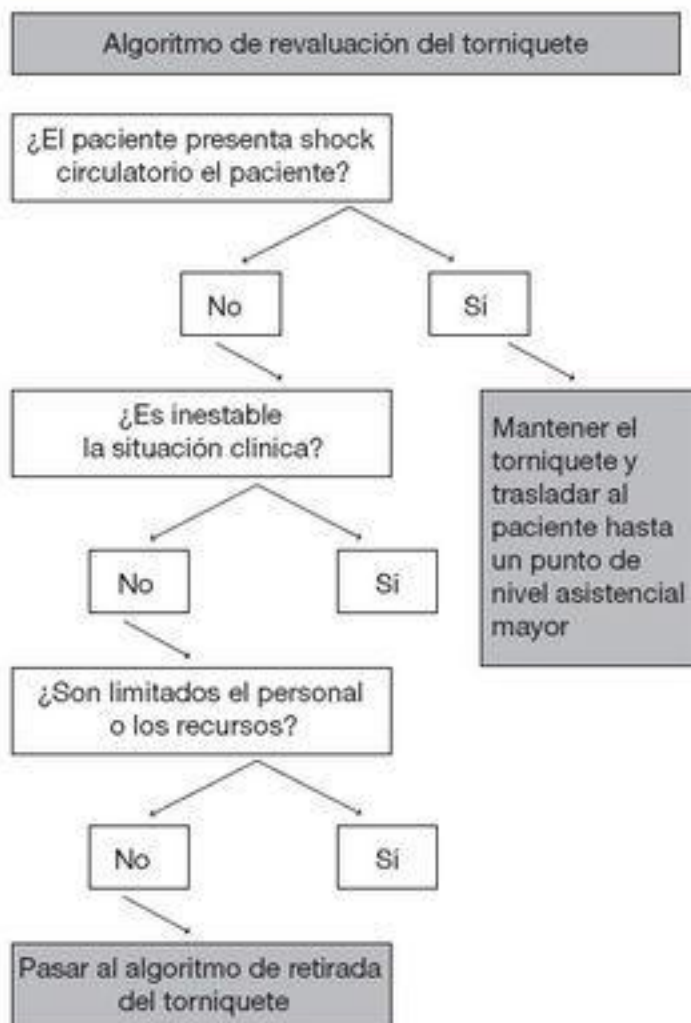 Algoritmo de revaluación del torniquete
¿El paciente presenta shock
circulatorio el paciente?
No
Sí
¿Es inestable
la situación clínica?
Mantener el
torniquete y
trasladar al
paciente hasta
un punto de
nivel asistencial
mayor
No
Sí
¿Son limitados el personal
o los recursos?
No
Sí
Pasar al algoritmo de retirada
del torniquete